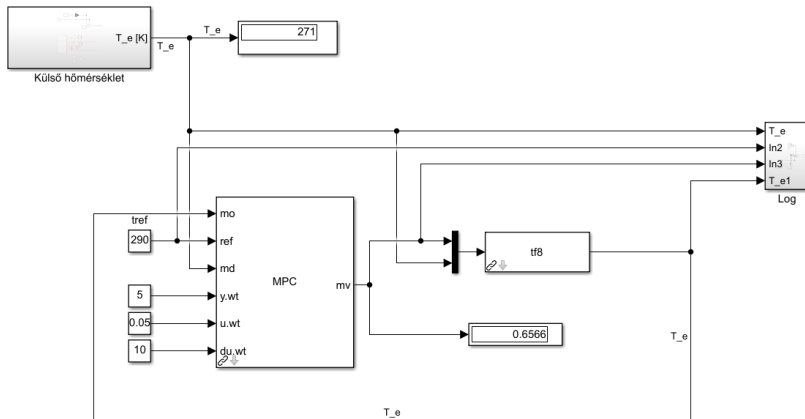 T_e [K]
T_e
T_e
271
Külső hőmérséklet
T_e
In2
In3
T_e1
Log
tref
290
5
0.05
10
mo
ref
md
y.wt
u.wt
du.wt
MPC
mv
tf8
0.6566
T_e
T_e